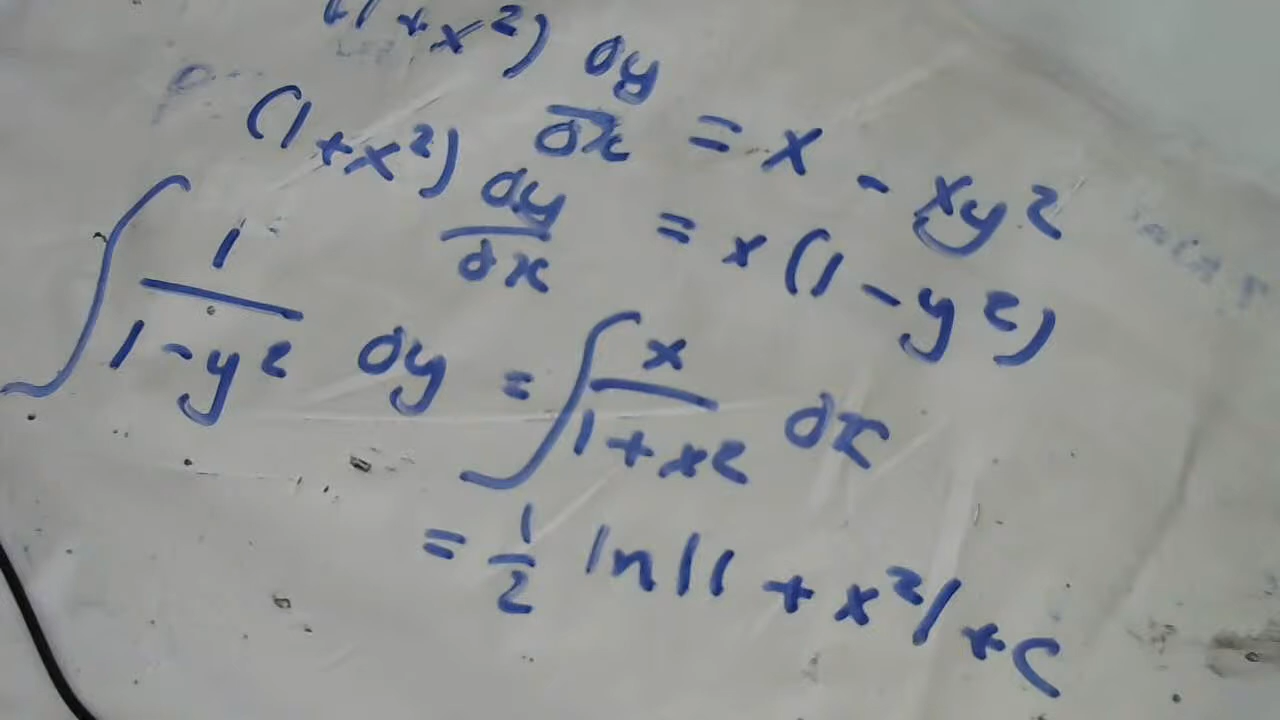 (1+x²) dy/dx = x - xy²
(1+x²) dy/dx = x(1-y²)
∫ 1/(1-y²) dy = ∫ x/(1+x²) dx
= 1/2 ln|1+x²|+c